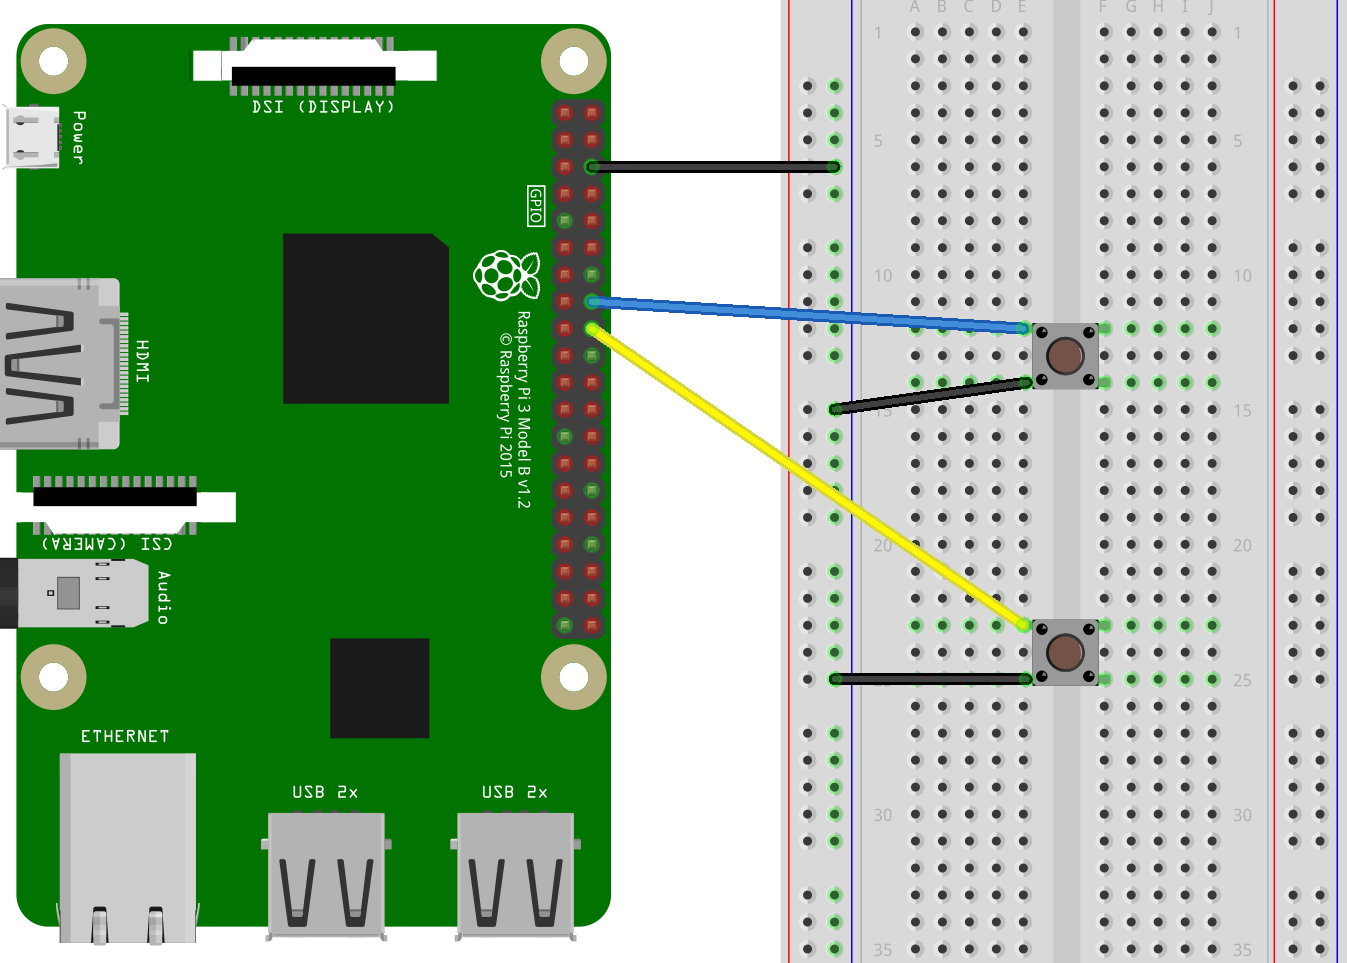 DSI (DISPLAY)
Power
GPIO
HDMI
Raspberry Pi 3 Model B v1.2
© Raspberry Pi 2015
CSI (CAMERA)
Audio
ETHERNET
USB 2x
USB 2x
A B C D E
F G H I J
1 1
5 5
10 10
15 15
20 20
25 25
30 30
35 35